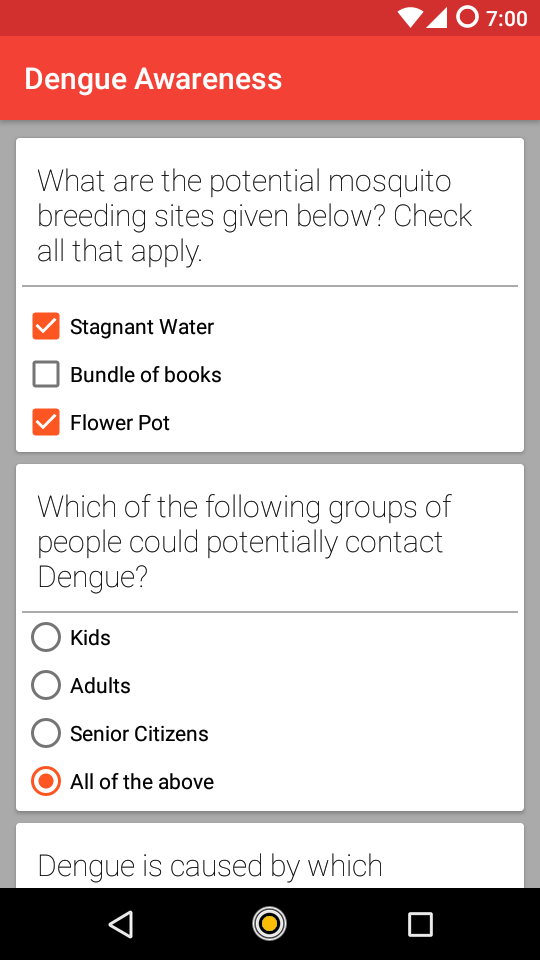 7:00
Dengue Awareness
What are the potential mosquito
breeding sites given below? Check
all that apply.
Stagnant Water
Bundle of books
Flower Pot
Which of the following groups of
people could potentially contact
Dengue?
Kids
Adults
Senior Citizens
All of the above
Dengue is caused by which